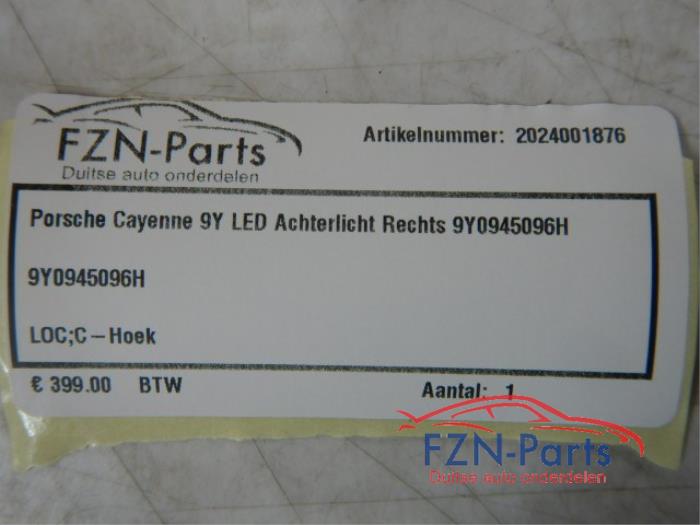 FZN-Parts
Duitse auto onderdelen
Artikelnummer: 2024001876
Porsche Cayenne 9Y LED Achterlicht Rechts 9Y0945096H
9Y0945096H
LOC;C-Hoek
€ 399.00 BTW
Aantal: 1
FZN-Parts
Duitse auto onderdelen